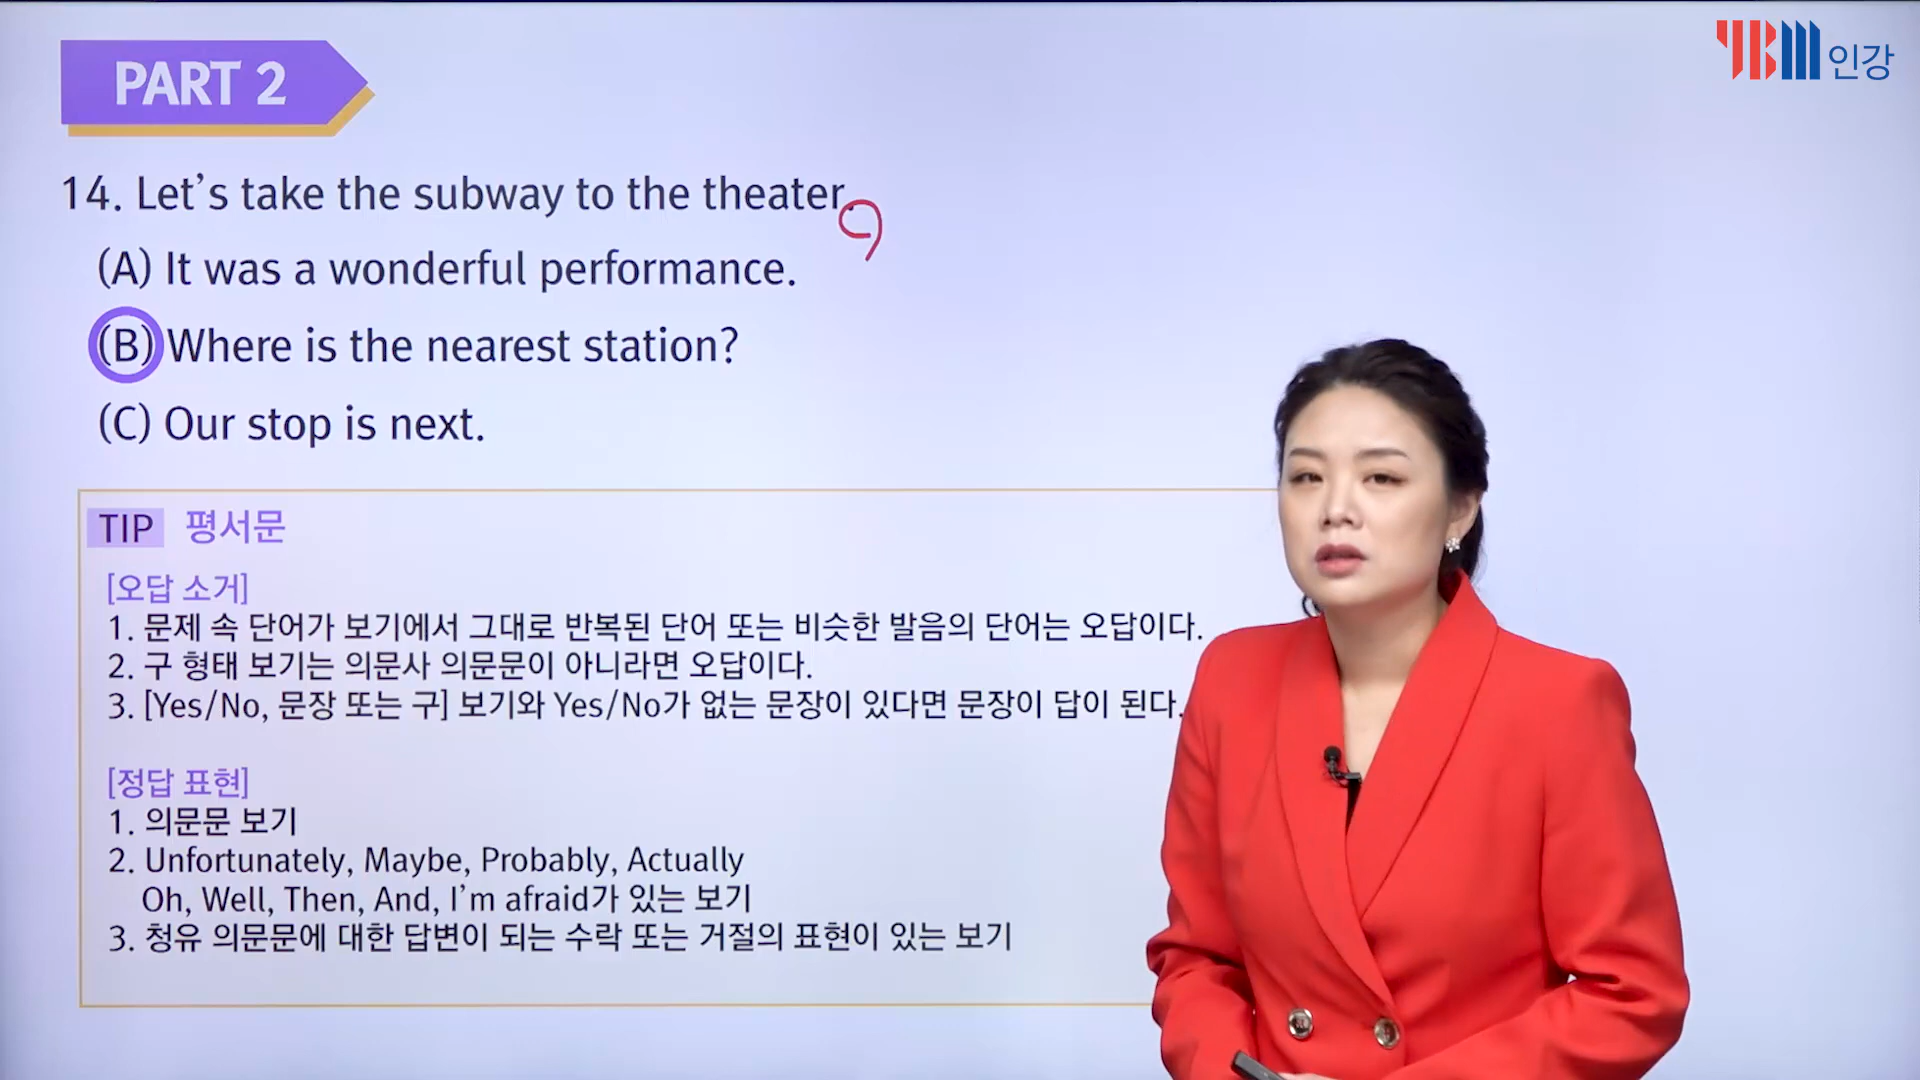 YBM 인강
PART 2
14. Let's take the subway to the theater.
(A) It was a wonderful performance.
(B) Where is the nearest station?
(C) Our stop is next.
TIP 평서문
[오답 소거]
1. 문제 속 단어가 보기에서 그대로 반복된 단어 또는 비슷한 발음의 단어는 오답이다.
2. 구 형태 보기는 의문사 의문문이 아니라면 오답이다.
3. [Yes/No, 문장 또는 구] 보기와 Yes/No가 없는 문장이 있다면 문장이 답이 된다.
[정답 표현]
1. 의문문 보기
2. Unfortunately, Maybe, Probably, Actually
Oh, Well, Then, And, I'm afraid가 있는 보기
3. 청유 의문문에 대한 답변이 되는 수락 또는 거절의 표현이 있는 보기